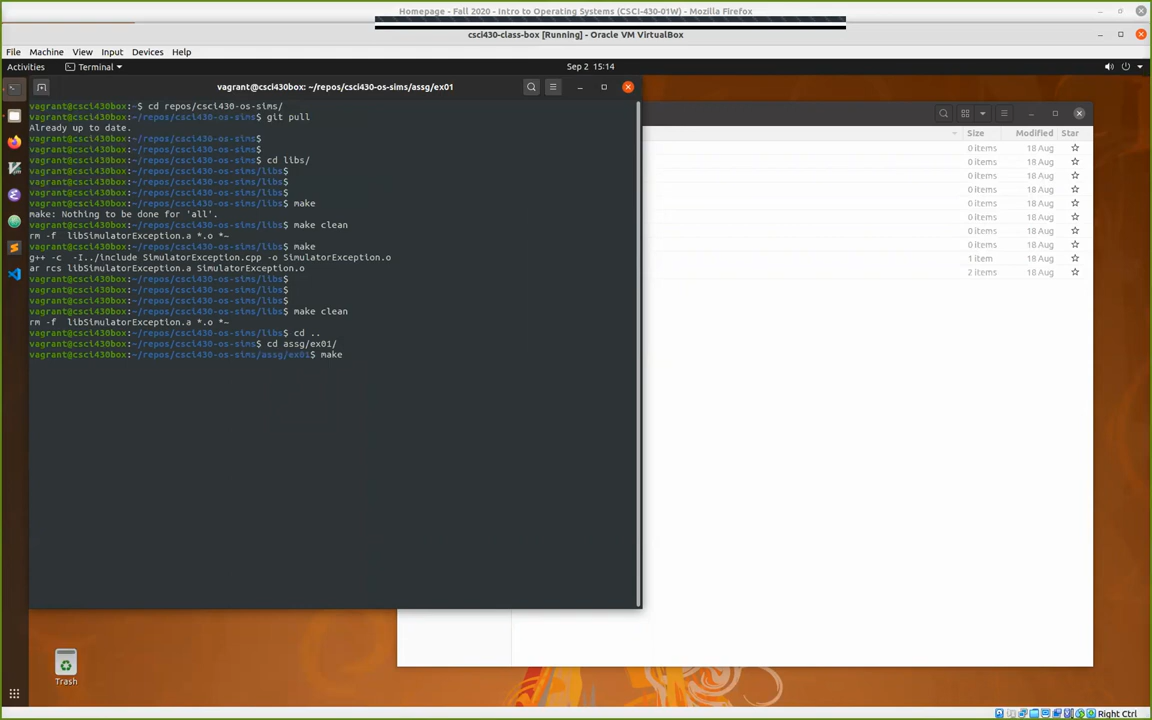 Homepage - Fall 2020 - Intro to Operating Systems (CSCI-430-01W) - Mozilla Firefox
csci430-class-box [Running] - Oracle VM VirtualBox
File Machine View Input Devices Help
Activities Terminal Sep 2 15:14
vagrant@csci430box: ~/repos/csci430-os-sims/assg/ex01
vagrant@csci430box:~$ cd repos/csci430-os-sims/
vagrant@csci430box:~/repos/csci430-os-sims$ git pull
Already up to date.
vagrant@csci430box:~/repos/csci430-os-sims$
vagrant@csci430box:~/repos/csci430-os-sims$
vagrant@csci430box:~/repos/csci430-os-sims$ cd libs/
vagrant@csci430box:~/repos/csci430-os-sims/libs$
vagrant@csci430box:~/repos/csci430-os-sims/libs$
vagrant@csci430box:~/repos/csci430-os-sims/libs$
vagrant@csci430box:~/repos/csci430-os-sims/libs$ make
make: Nothing to be done for 'all'.
vagrant@csci430box:~/repos/csci430-os-sims/libs$ make clean
rm -f  libSimulatorException.a *.o *~
vagrant@csci430box:~/repos/csci430-os-sims/libs$ make
g++ -c  -I../include SimulatorException.cpp -o SimulatorException.o
ar rcs libSimulatorException.a SimulatorException.o
vagrant@csci430box:~/repos/csci430-os-sims/libs$
vagrant@csci430box:~/repos/csci430-os-sims/libs$
vagrant@csci430box:~/repos/csci430-os-sims/libs$
vagrant@csci430box:~/repos/csci430-os-sims/libs$ make clean
rm -f  libSimulatorException.a *.o *~
vagrant@csci430box:~/repos/csci430-os-sims/libs$ cd ..
vagrant@csci430box:~/repos/csci430-os-sims$ cd assg/ex01/
vagrant@csci430box:~/repos/csci430-os-sims/assg/ex01$ make
Size Modified Star
0 items 18 Aug
0 items 18 Aug
0 items 18 Aug
0 items 18 Aug
0 items 18 Aug
0 items 18 Aug
0 items 18 Aug
0 items 18 Aug
1 item 18 Aug
2 items 18 Aug
Trash
Right Ctrl